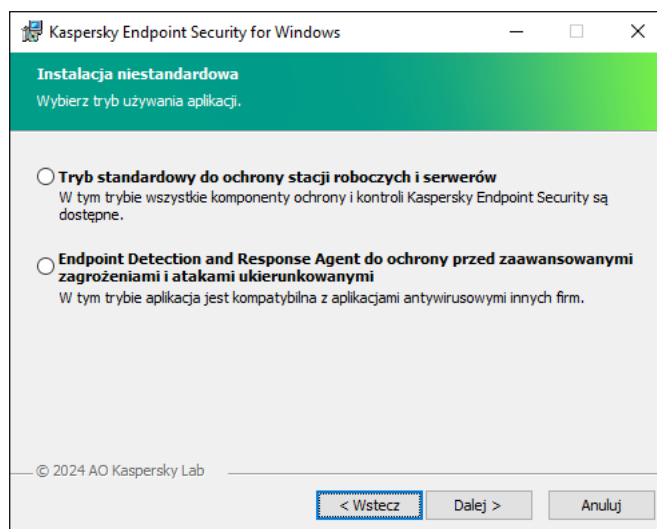 Kaspersky Endpoint Security for Windows
Instalacja niestandardowa
Wybierz tryb używania aplikacji.
Tryb standardowy do ochrony stacji roboczych i serwerów
W tym trybie wszystkie komponenty ochrony i kontroli Kaspersky Endpoint Security są
dostępne.
Endpoint Detection and Response Agent do ochrony przed zaawansowanymi
zagrożeniami i atakami ukierunkowanymi
W tym trybie aplikacja jest kompatybilna z aplikacjami antywirusowymi innych firm.
© 2024 AO Kaspersky Lab
< Wstecz Dalej > Anuluj